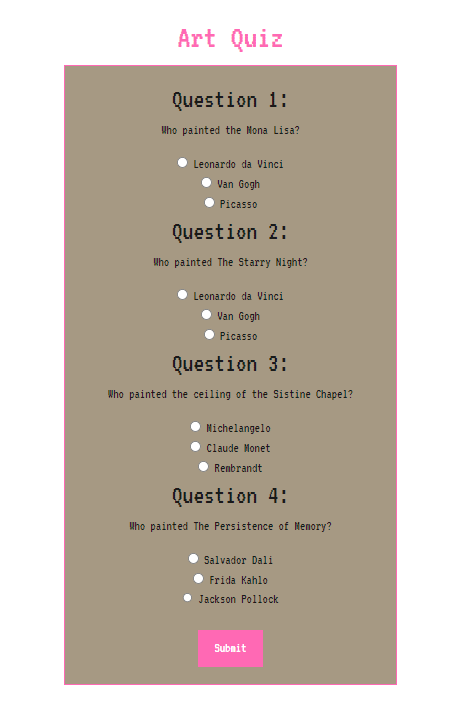 Art Quiz
Question 1:
Who painted the Mona Lisa?
Leonardo da Vinci
Van Gogh
Picasso
Question 2:
Who painted The Starry Night?
Leonardo da Vinci
Van Gogh
Picasso
Question 3:
Who painted the ceiling of the Sistine Chapel?
Michelangelo
Claude Monet
Rembrandt
Question 4:
Who painted The Persistence of Memory?
Salvador Dali
Frida Kahlo
Jackson Pollock
Submit